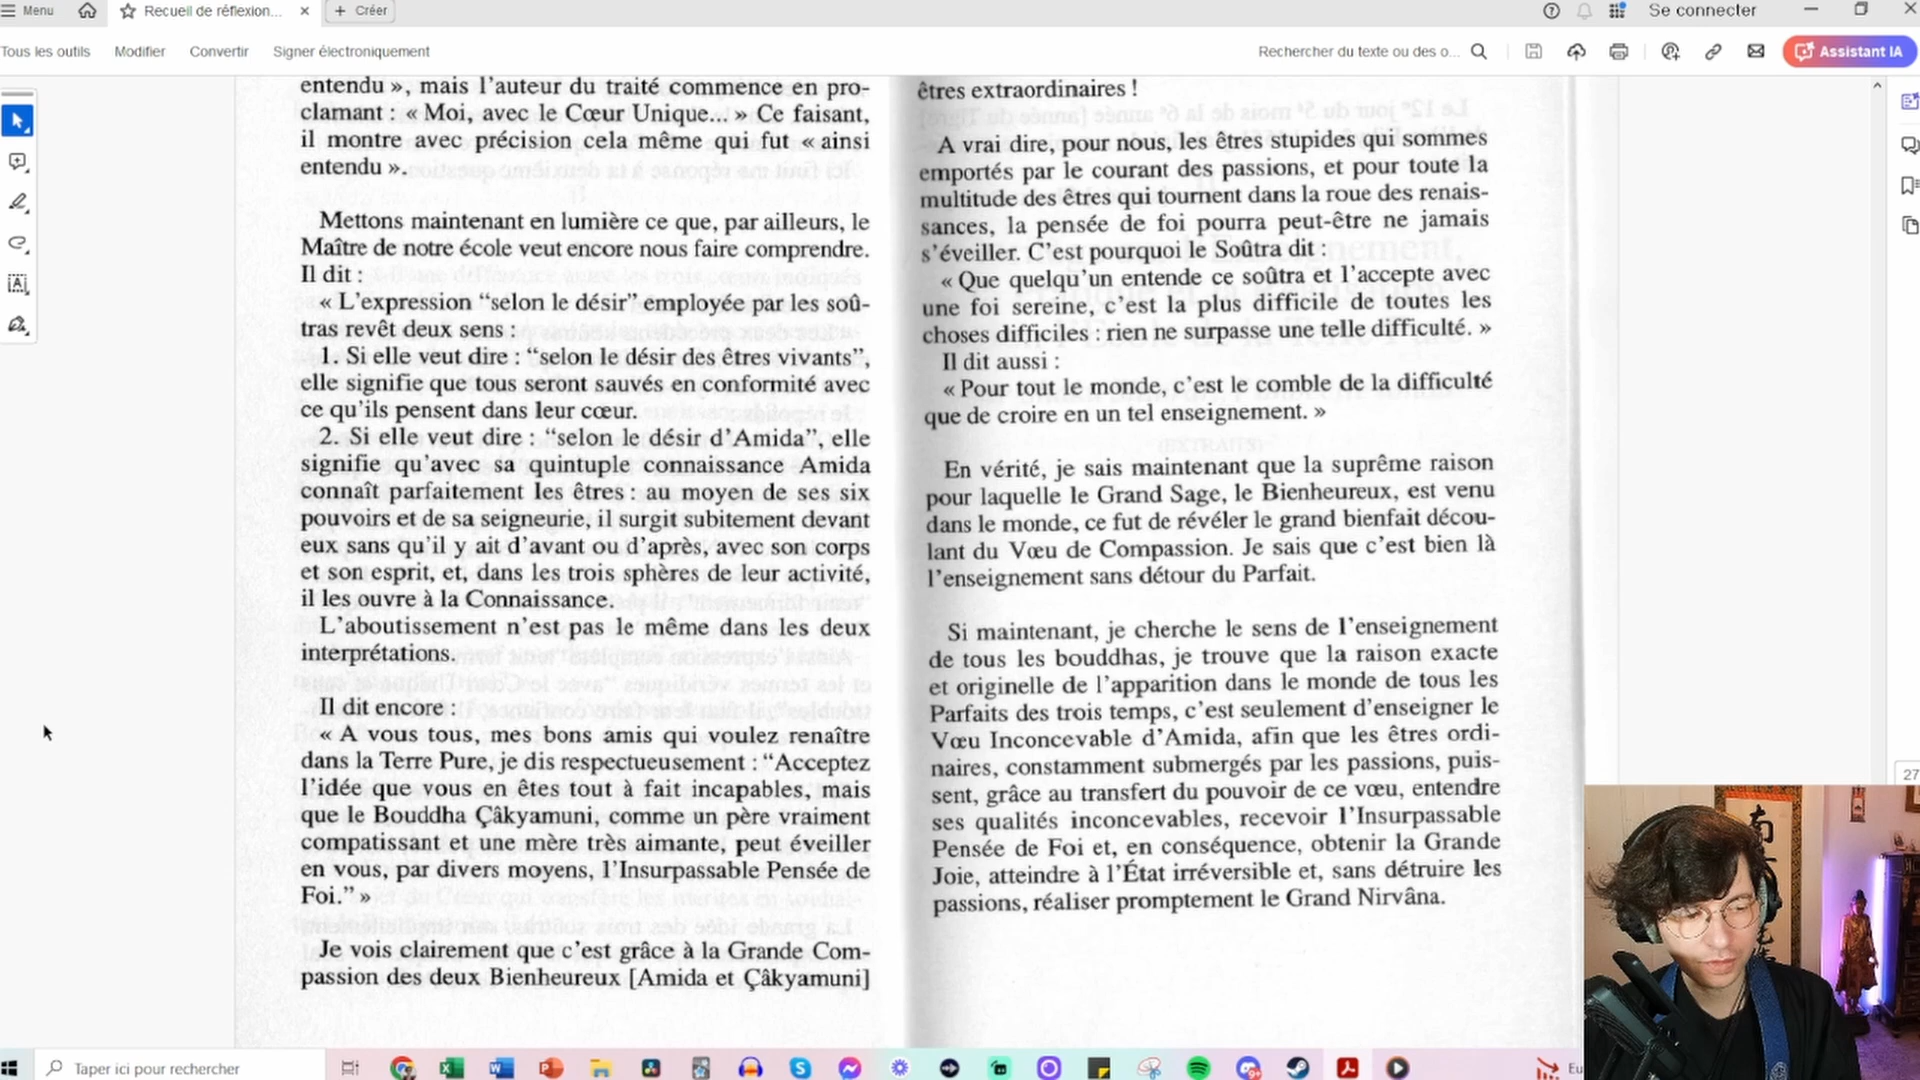 Menu
Recueil de réflexion...
Créer
Se connecter
Tous les outils
Modifier
Convertir
Signer électroniquement
Rechercher du texte ou des o...
Assistant IA
entendu », mais l'auteur du traité commence en pro-
clamant : « Moi, avec le Cœur Unique... » Ce faisant,
il montre avec précision cela même qui fut « ainsi
entendu ».
Mettons maintenant en lumière ce que, par ailleurs, le
Maître de notre école veut encore nous faire comprendre.
Il dit :
« L'expression “selon le désir” employée par les soû-
tras revêt deux sens :
1. Si elle veut dire : “selon le désir des êtres vivants”,
elle signifie que tous seront sauvés en conformité avec
ce qu'ils pensent dans leur cœur.
2. Si elle veut dire : “selon le désir d'Amida”, elle
signifie qu'avec sa quintuple connaissance Amida
connaît parfaitement les êtres : au moyen de ses six
pouvoirs et de sa seigneurie, il surgit subitement devant
eux sans qu'il y ait d'avant ou d'après, avec son corps
et son esprit, et, dans les trois sphères de leur activité,
il les ouvre à la Connaissance.
L'aboutissement n'est pas le même dans les deux
interprétations.
Il dit encore :
« A vous tous, mes bons amis qui voulez renaître
dans la Terre Pure, je dis respectueusement : “Acceptez
l'idée que vous en êtes tout à fait incapables, mais
que le Bouddha Çâkyamuni, comme un père vraiment
compatissant et une mère très aimante, peut éveiller
en vous, par divers moyens, l'Insurpassable Pensée de
Foi.” »
Je vois clairement que c'est grâce à la Grande Com-
passion des deux Bienheureux [Amida et Çâkyamuni]
êtres extraordinaires !
A vrai dire, pour nous, les êtres stupides qui sommes
emportés par le courant des passions, et pour toute la
multitude des êtres qui tournent dans la roue des renais-
sances, la pensée de foi pourra peut-être ne jamais
s'éveiller. C'est pourquoi le Soûtra dit :
« Que quelqu'un entende ce soûtra et l'accepte avec
une foi sereine, c'est la plus difficile de toutes les
choses difficiles : rien ne surpasse une telle difficulté. »
Il dit aussi :
« Pour tout le monde, c'est le comble de la difficulté
que de croire en un tel enseignement. »
En vérité, je sais maintenant que la suprême raison
pour laquelle le Grand Sage, le Bienheureux, est venu
dans le monde, ce fut de révéler le grand bienfait décou-
lant du Vœu de Compassion. Je sais que c'est bien là
l'enseignement sans détour du Parfait.
Si maintenant, je cherche le sens de l'enseignement
de tous les bouddhas, je trouve que la raison exacte
et originelle de l'apparition dans le monde de tous les
Parfaits des trois temps, c'est seulement d'enseigner le
Vœu Inconcevable d'Amida, afin que les êtres ordi-
naires, constamment submergés par les passions, puis-
sent, grâce au transfert du pouvoir de ce vœu, entendre
ses qualités inconcevables, recevoir l'Insurpassable
Pensée de Foi et, en conséquence, obtenir la Grande
Joie, atteindre à l'État irréversible et, sans détruire les
passions, réaliser promptement le Grand Nirvâna.
27
南
Taper ici pour rechercher
Eu